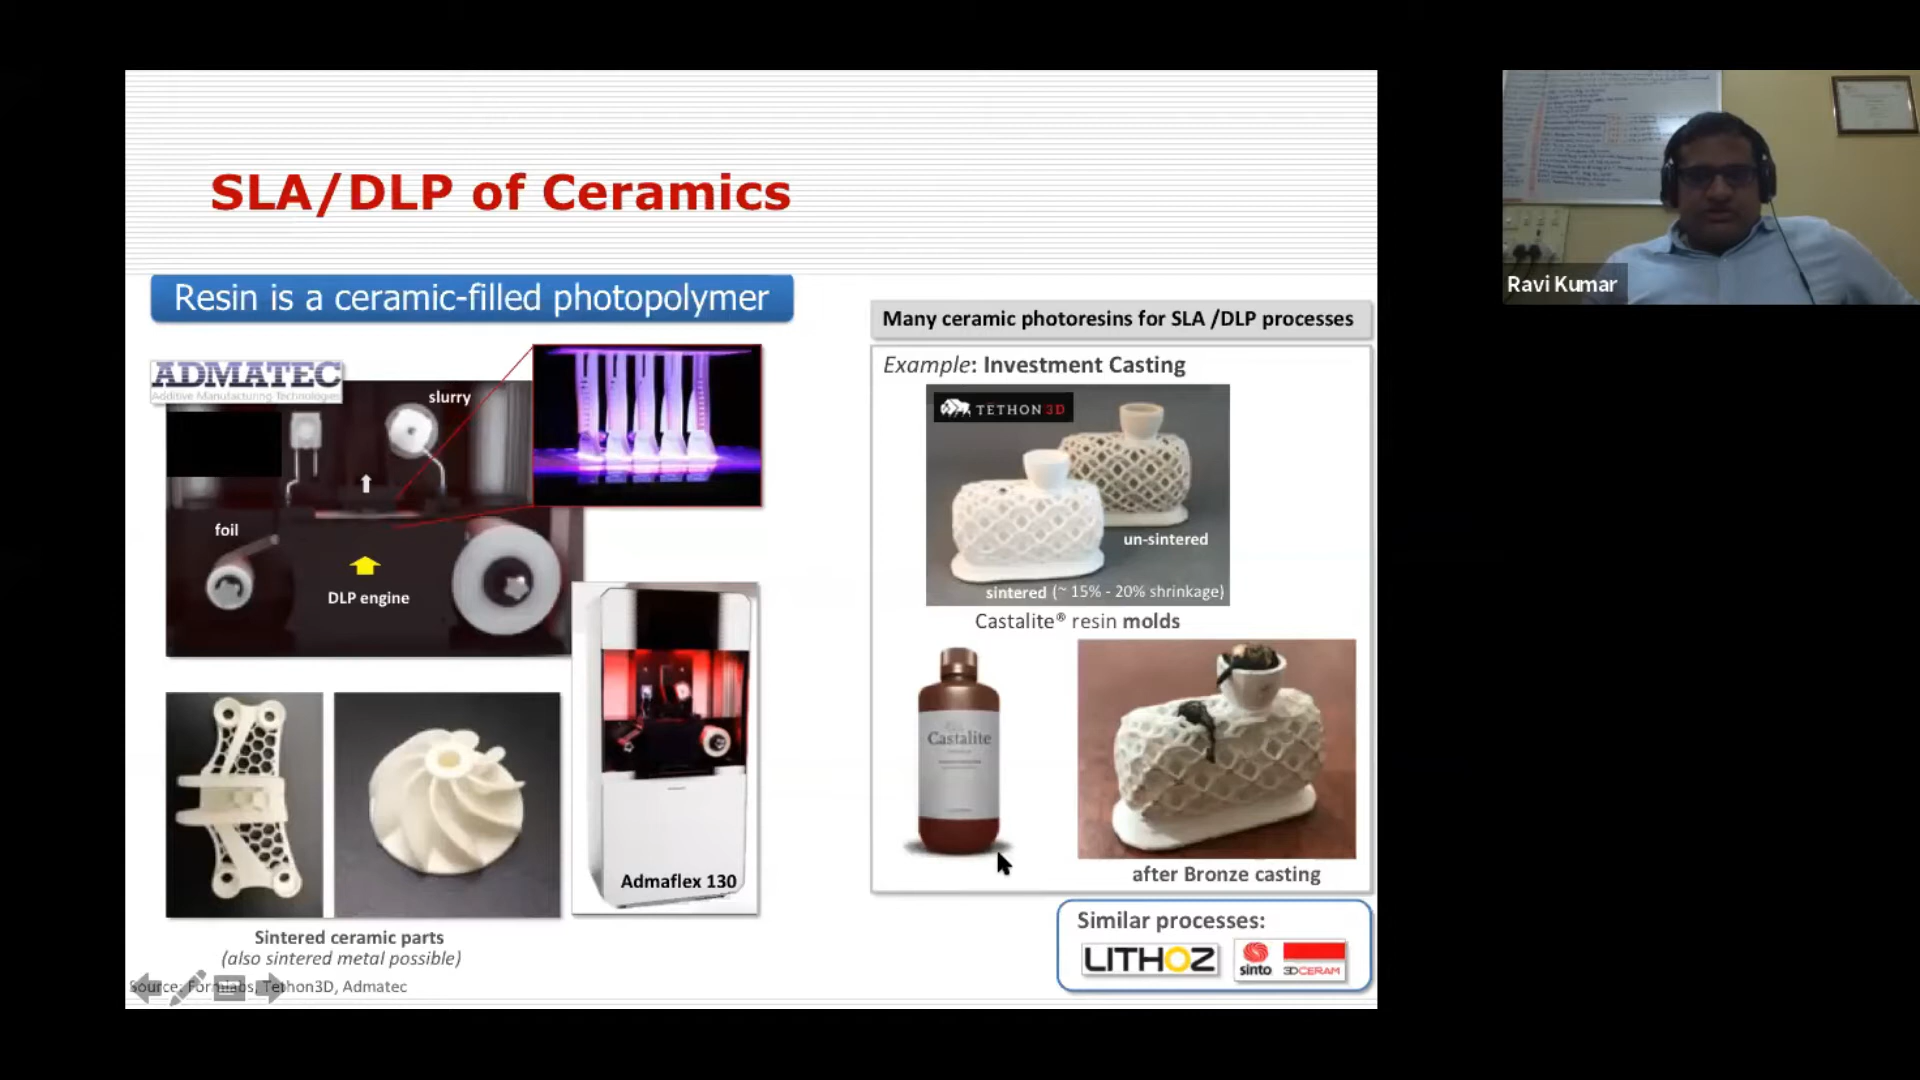 SLA/DLP of Ceramics
Resin is a ceramic-filled photopolymer
ADMATEC
Additive Manufacturing Technologies
slurry
foil
DLP engine
Admaflex 130
Sintered ceramic parts
(also sintered metal possible)
Source: Formlabs, Tethon3D, Admatec
Many ceramic photoresins for SLA /DLP processes
Example: Investment Casting
TETHON 3D
un-sintered
sintered (~ 15% - 20% shrinkage)
Castalite® resin molds
Castalite
after Bronze casting
Similar processes:
LITHOZ
sinto 3DCERAM
Ravi Kumar